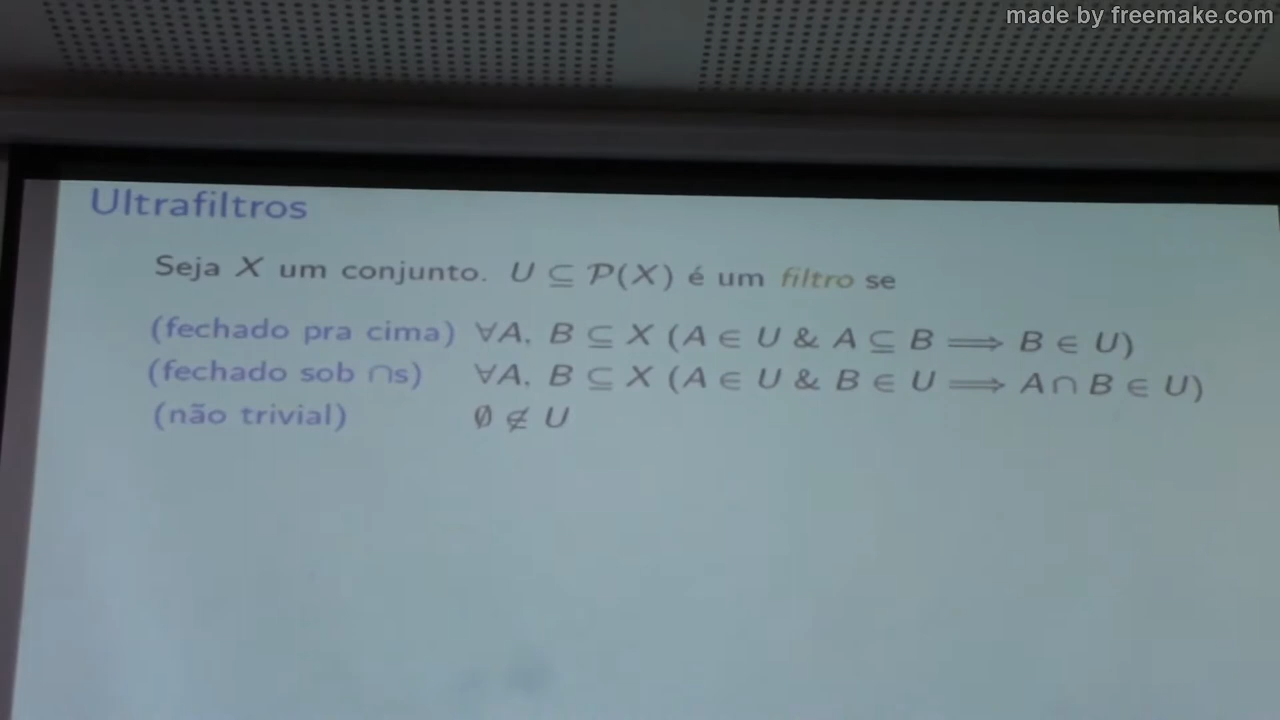 made by freemake.com
Ultrafiltros
Seja X um conjunto. U ⊆ P(X) é um filtro se
(fechado pra cima) ∀A, B ⊆ X (A ∈ U & A ⊆ B ⟹ B ∈ U)
(fechado sob ∩s) ∀A, B ⊆ X (A ∈ U & B ∈ U ⟹ A ∩ B ∈ U)
(não trivial) ∅ ∉ U